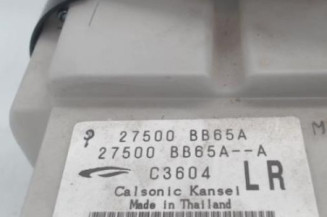 ? 27500 BB65A
27500 BB65A--A
C3604 LR
Calsonic Kansei
Made in Thailand
M